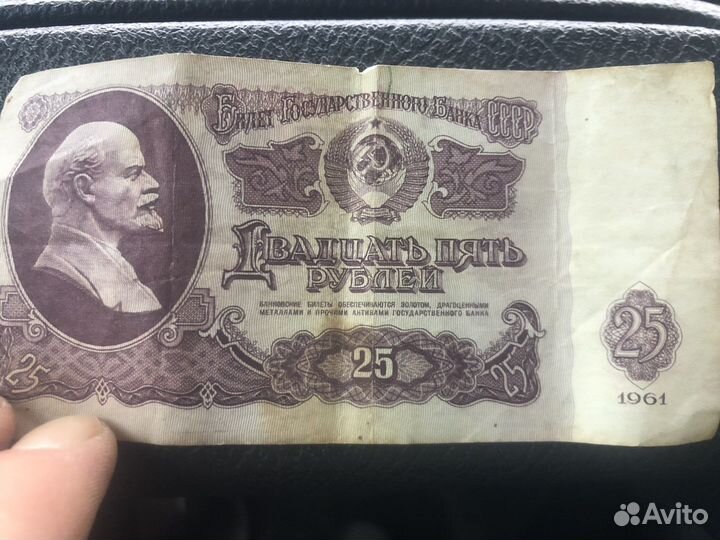 Билет Государственного Банка СССР
Двадцать пять
рублей
БАНКОВСКИЕ БИЛЕТЫ ОБЕСПЕЧИВАЮТСЯ ЗОЛОТОМ, ДРАГОЦЕННЫМИ
МЕТАЛЛАМИ И ПРОЧИМИ АКТИВАМИ ГОСУДАРСТВЕННОГО БАНКА
25
25
25
25
1961
Avito